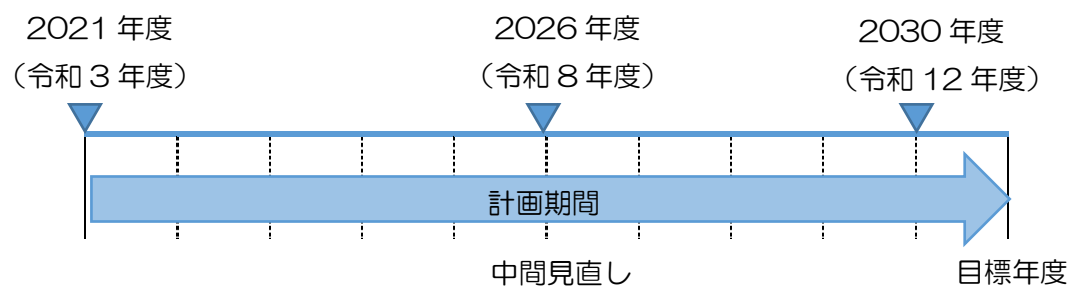 2021 年度
（令和 3 年度）
2026 年度
（令和 8 年度）
2030 年度
（令和 12 年度）
計画期間
中間見直し
目標年度